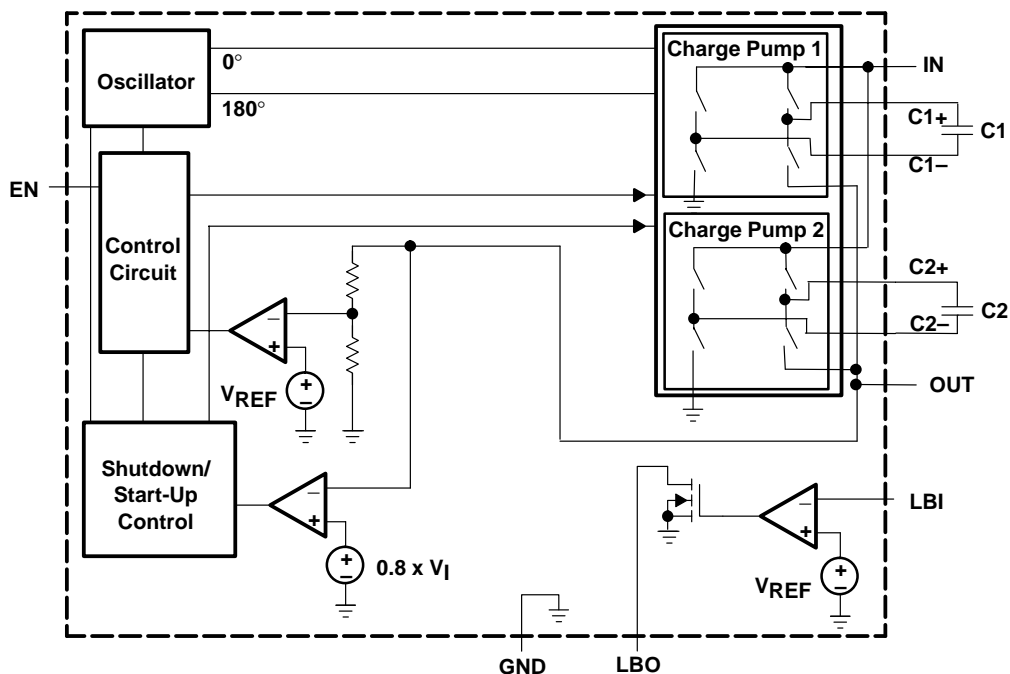 Oscillator
0°
180°
Charge Pump 1
IN
C1+
C1
C1–
EN
Control
Circuit
Charge Pump 2
C2+
C2
C2–
OUT
–
+
+
–
VREF
Shutdown/
Start-Up
Control
–
+
+
–
0.8 x VI
–
+
LBI
+
–
VREF
GND
LBO